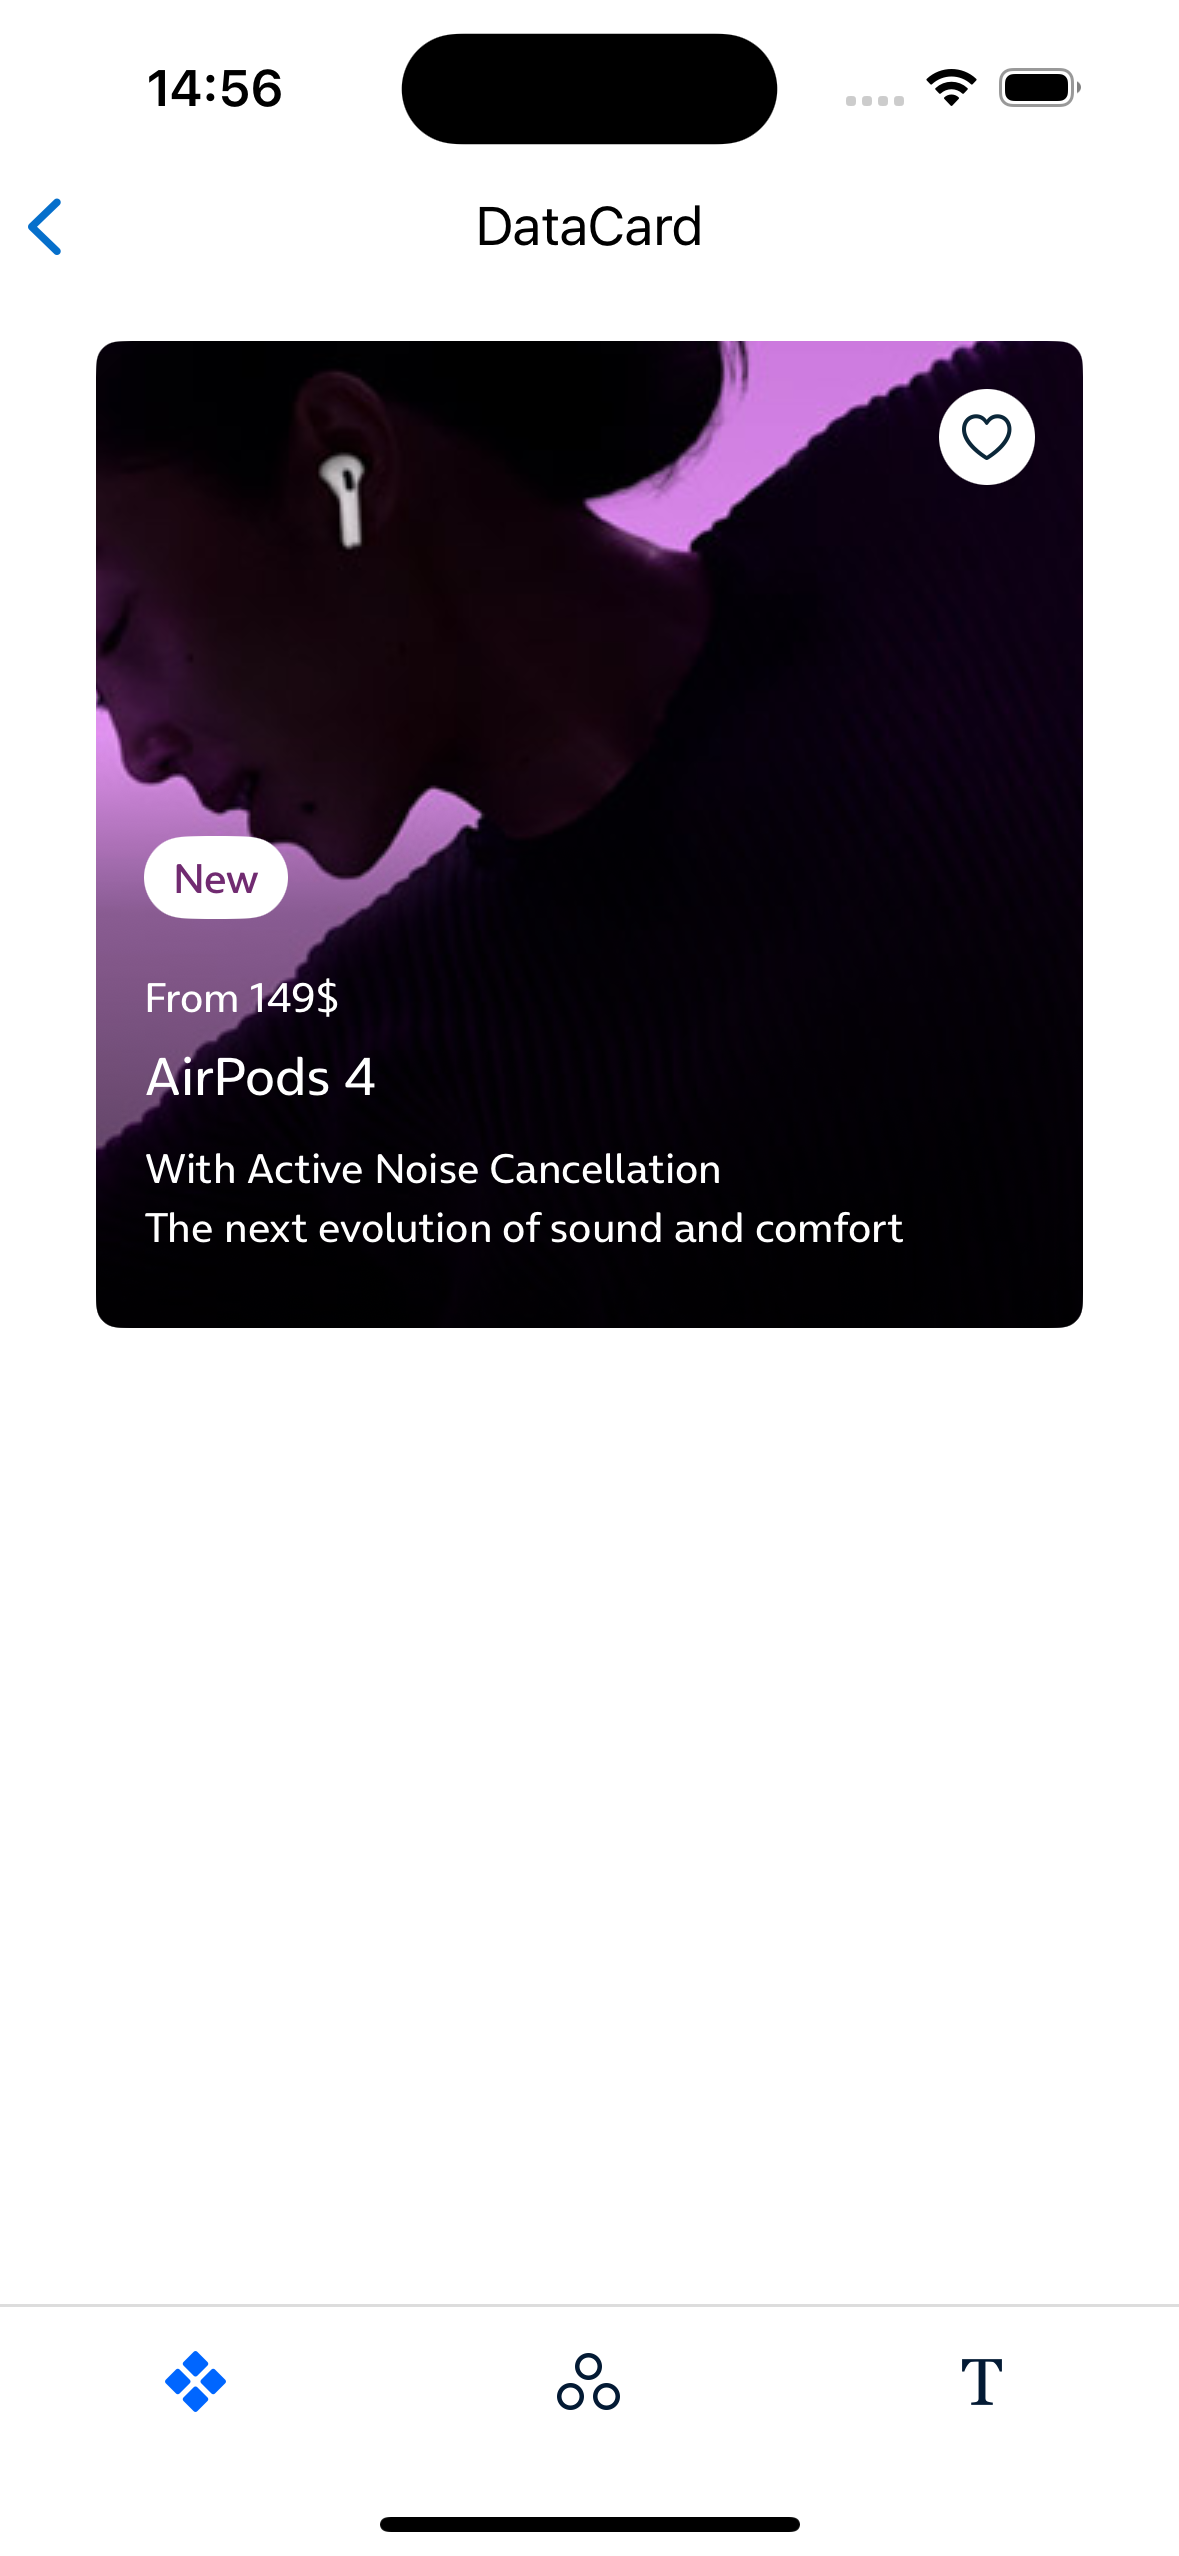 14:56
DataCard
New
From 149$
AirPods 4
With Active Noise Cancellation
The next evolution of sound and comfort
T